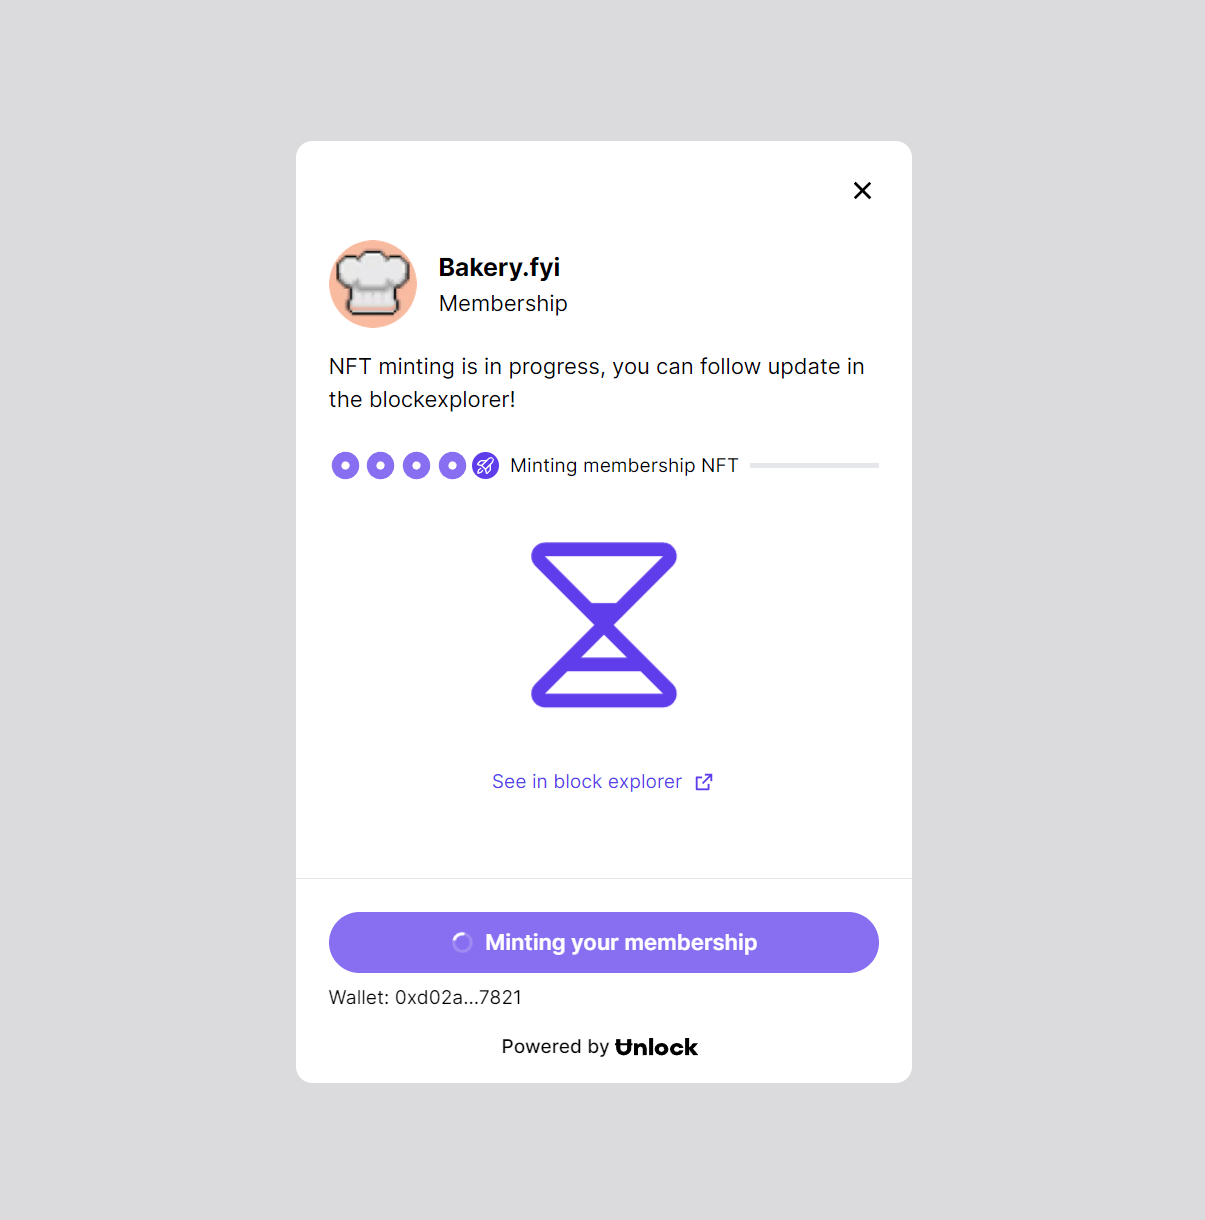 Bakery.fyi
Membership
NFT minting is in progress, you can follow update in
the blockexplorer!
Minting membership NFT
See in block explorer
Minting your membership
Wallet: 0xd02a...7821
Powered by Unlock